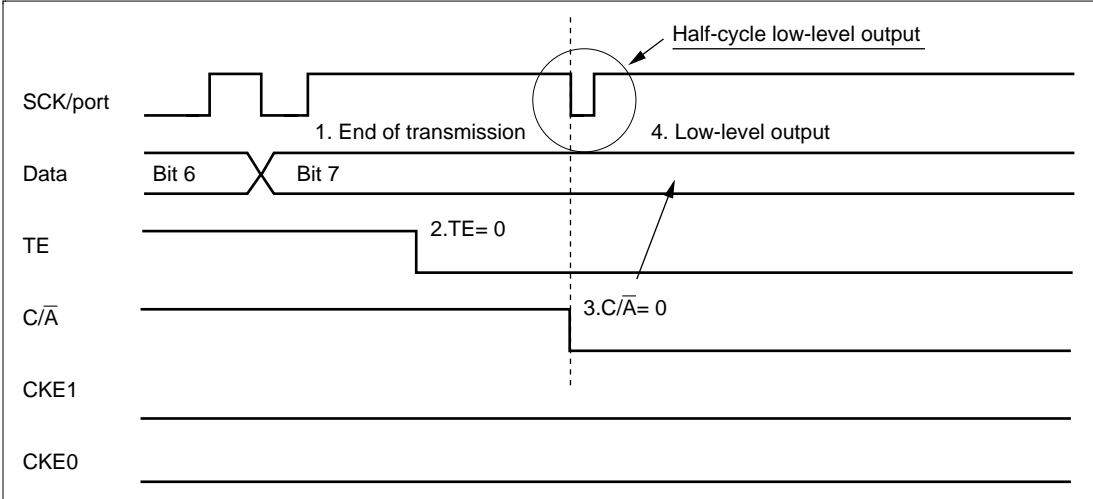 Half-cycle low-level output
SCK/port
1. End of transmission
4. Low-level output
Data
Bit 6
Bit 7
TE
2.TE= 0
C/A̅
3.C/A̅= 0
CKE1
CKE0